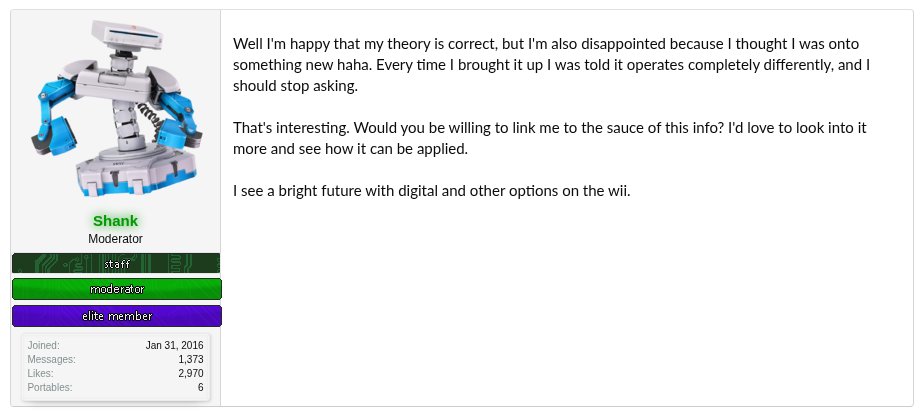 Well I'm happy that my theory is correct, but I'm also disappointed because I thought I was onto
something new haha. Every time I brought it up I was told it operates completely differently, and I
should stop asking.
That's interesting. Would you be willing to link me to the sauce of this info? I'd love to look into it
more and see how it can be applied.
I see a bright future with digital and other options on the wii.
Shank
Moderator
staff
moderator
elite member
Joined: Jan 31, 2016
Messages: 1,373
Likes: 2,970
Portables: 6